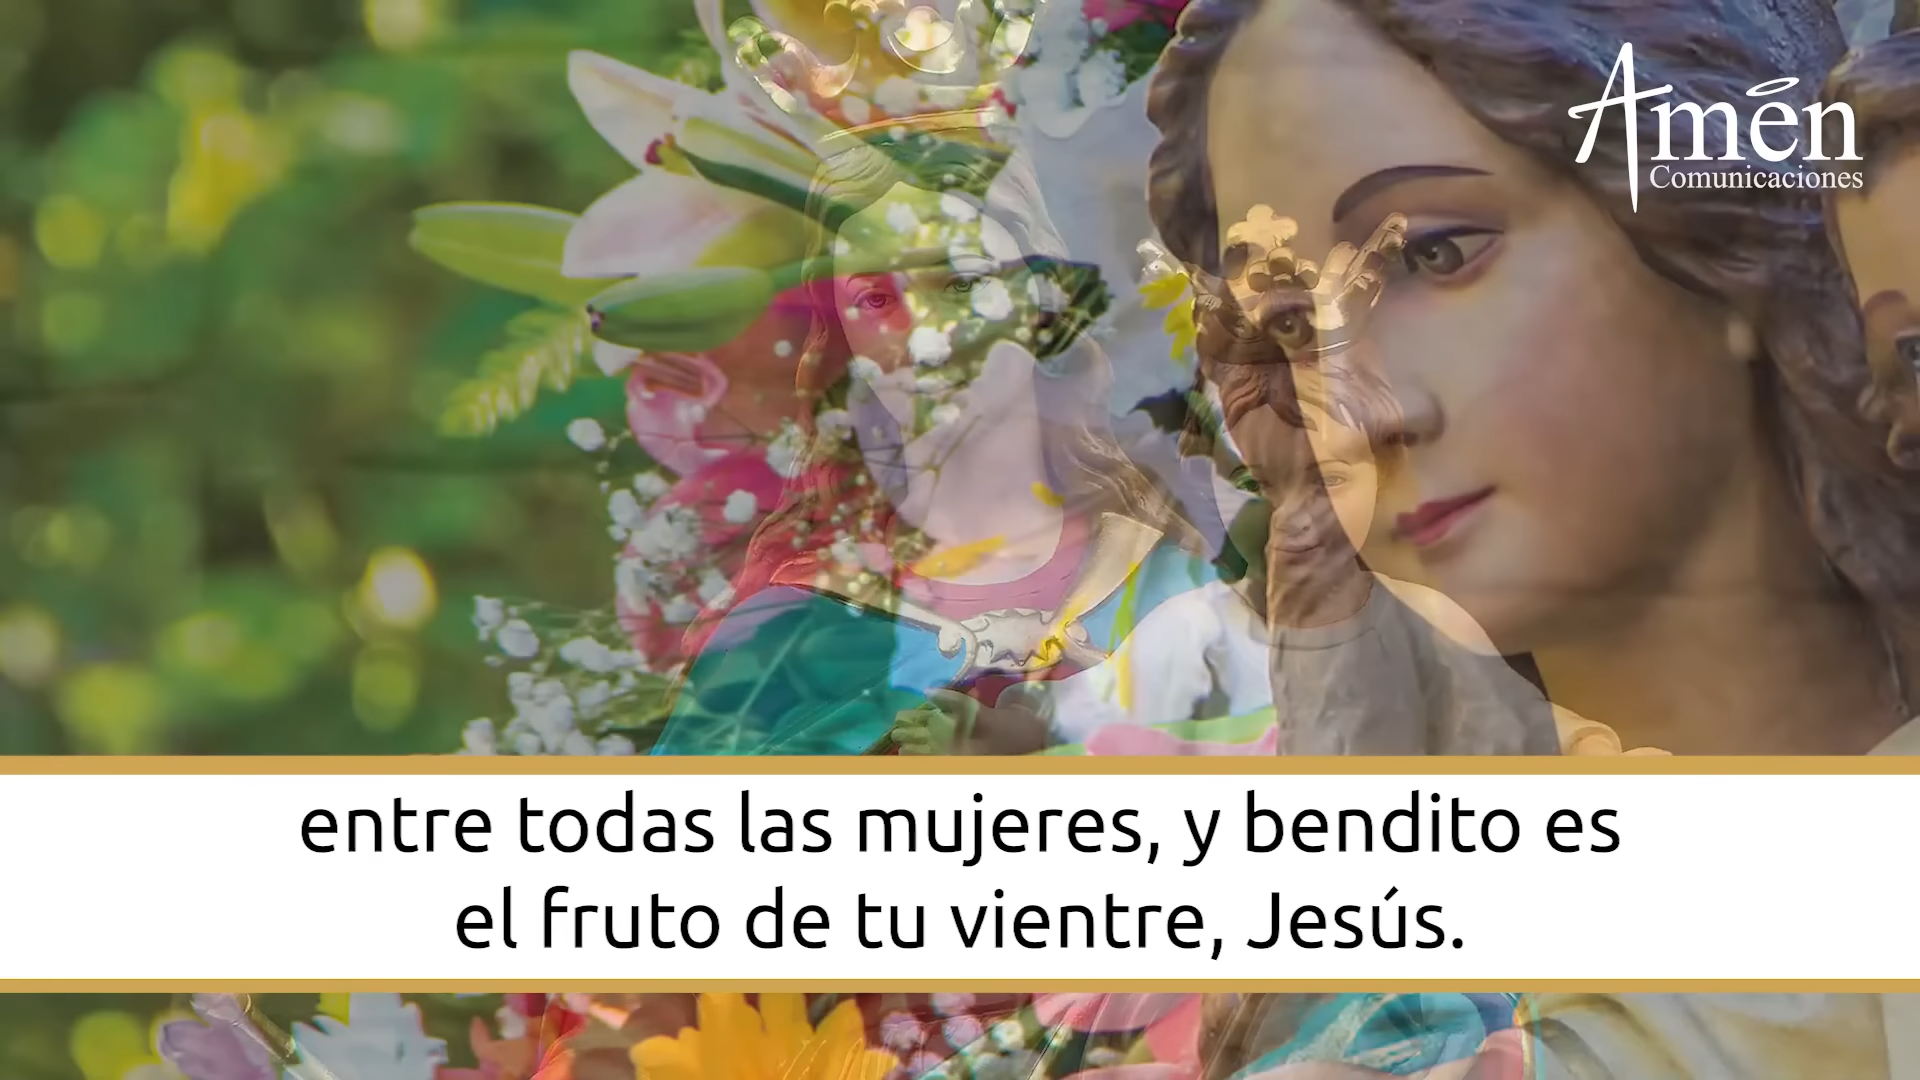 Amén
Comunicaciones
entre todas las mujeres, y bendito es
el fruto de tu vientre, Jesús.